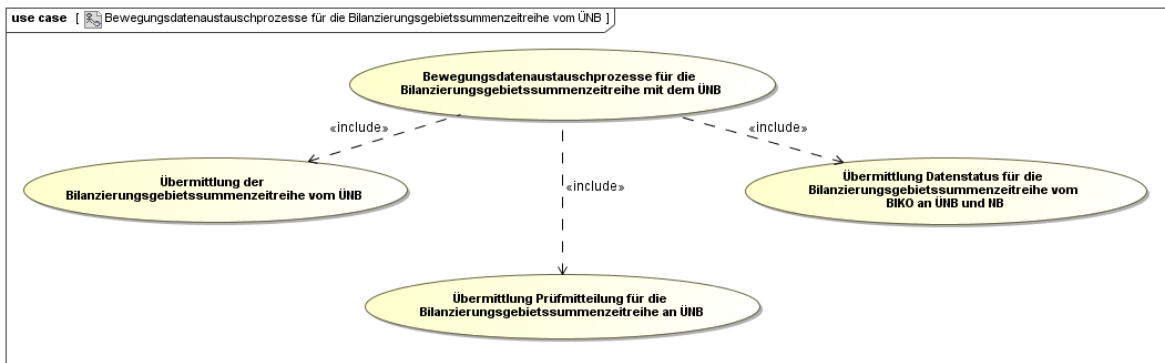 use case [ Bewegungsdatenaustauschprozesse für die Bilanzierungsgebietssummenzeitreihe vom ÜNB ]
Bewegungsdatenaustauschprozesse für die
Bilanzierungsgebietssummenzeitreihe mit dem ÜNB
«include»
«include»
«include»
Übermittlung der
Bilanzierungsgebietssummenzeitreihe vom ÜNB
Übermittlung Datenstatus für die
Bilanzierungsgebietssummenzeitreihe vom
BIKO an ÜNB und NB
Übermittlung Prüfmitteilung für die
Bilanzierungsgebietssummenzeitreihe an ÜNB